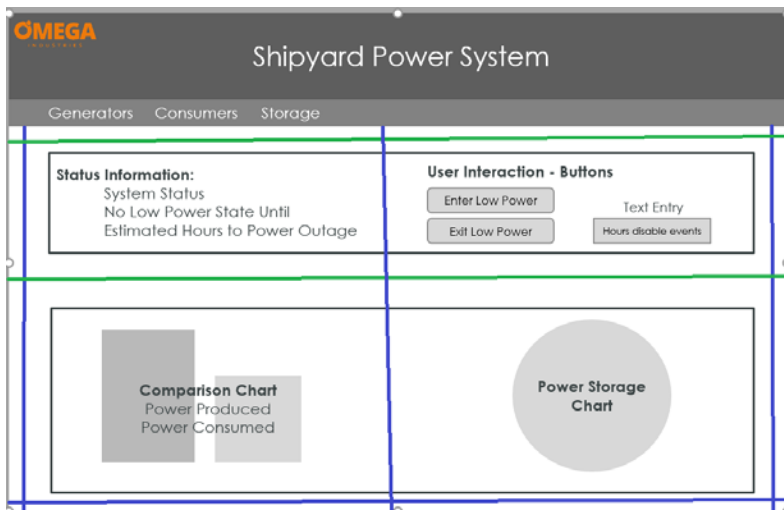 OMEGA
INDUSTRIES
Shipyard Power System
Generators Consumers Storage
Status Information:
System Status
No Low Power State Until
Estimated Hours to Power Outage
User Interaction - Buttons
Enter Low Power
Exit Low Power
Text Entry
Hours disable events
Comparison Chart
Power Produced
Power Consumed
Power Storage
Chart